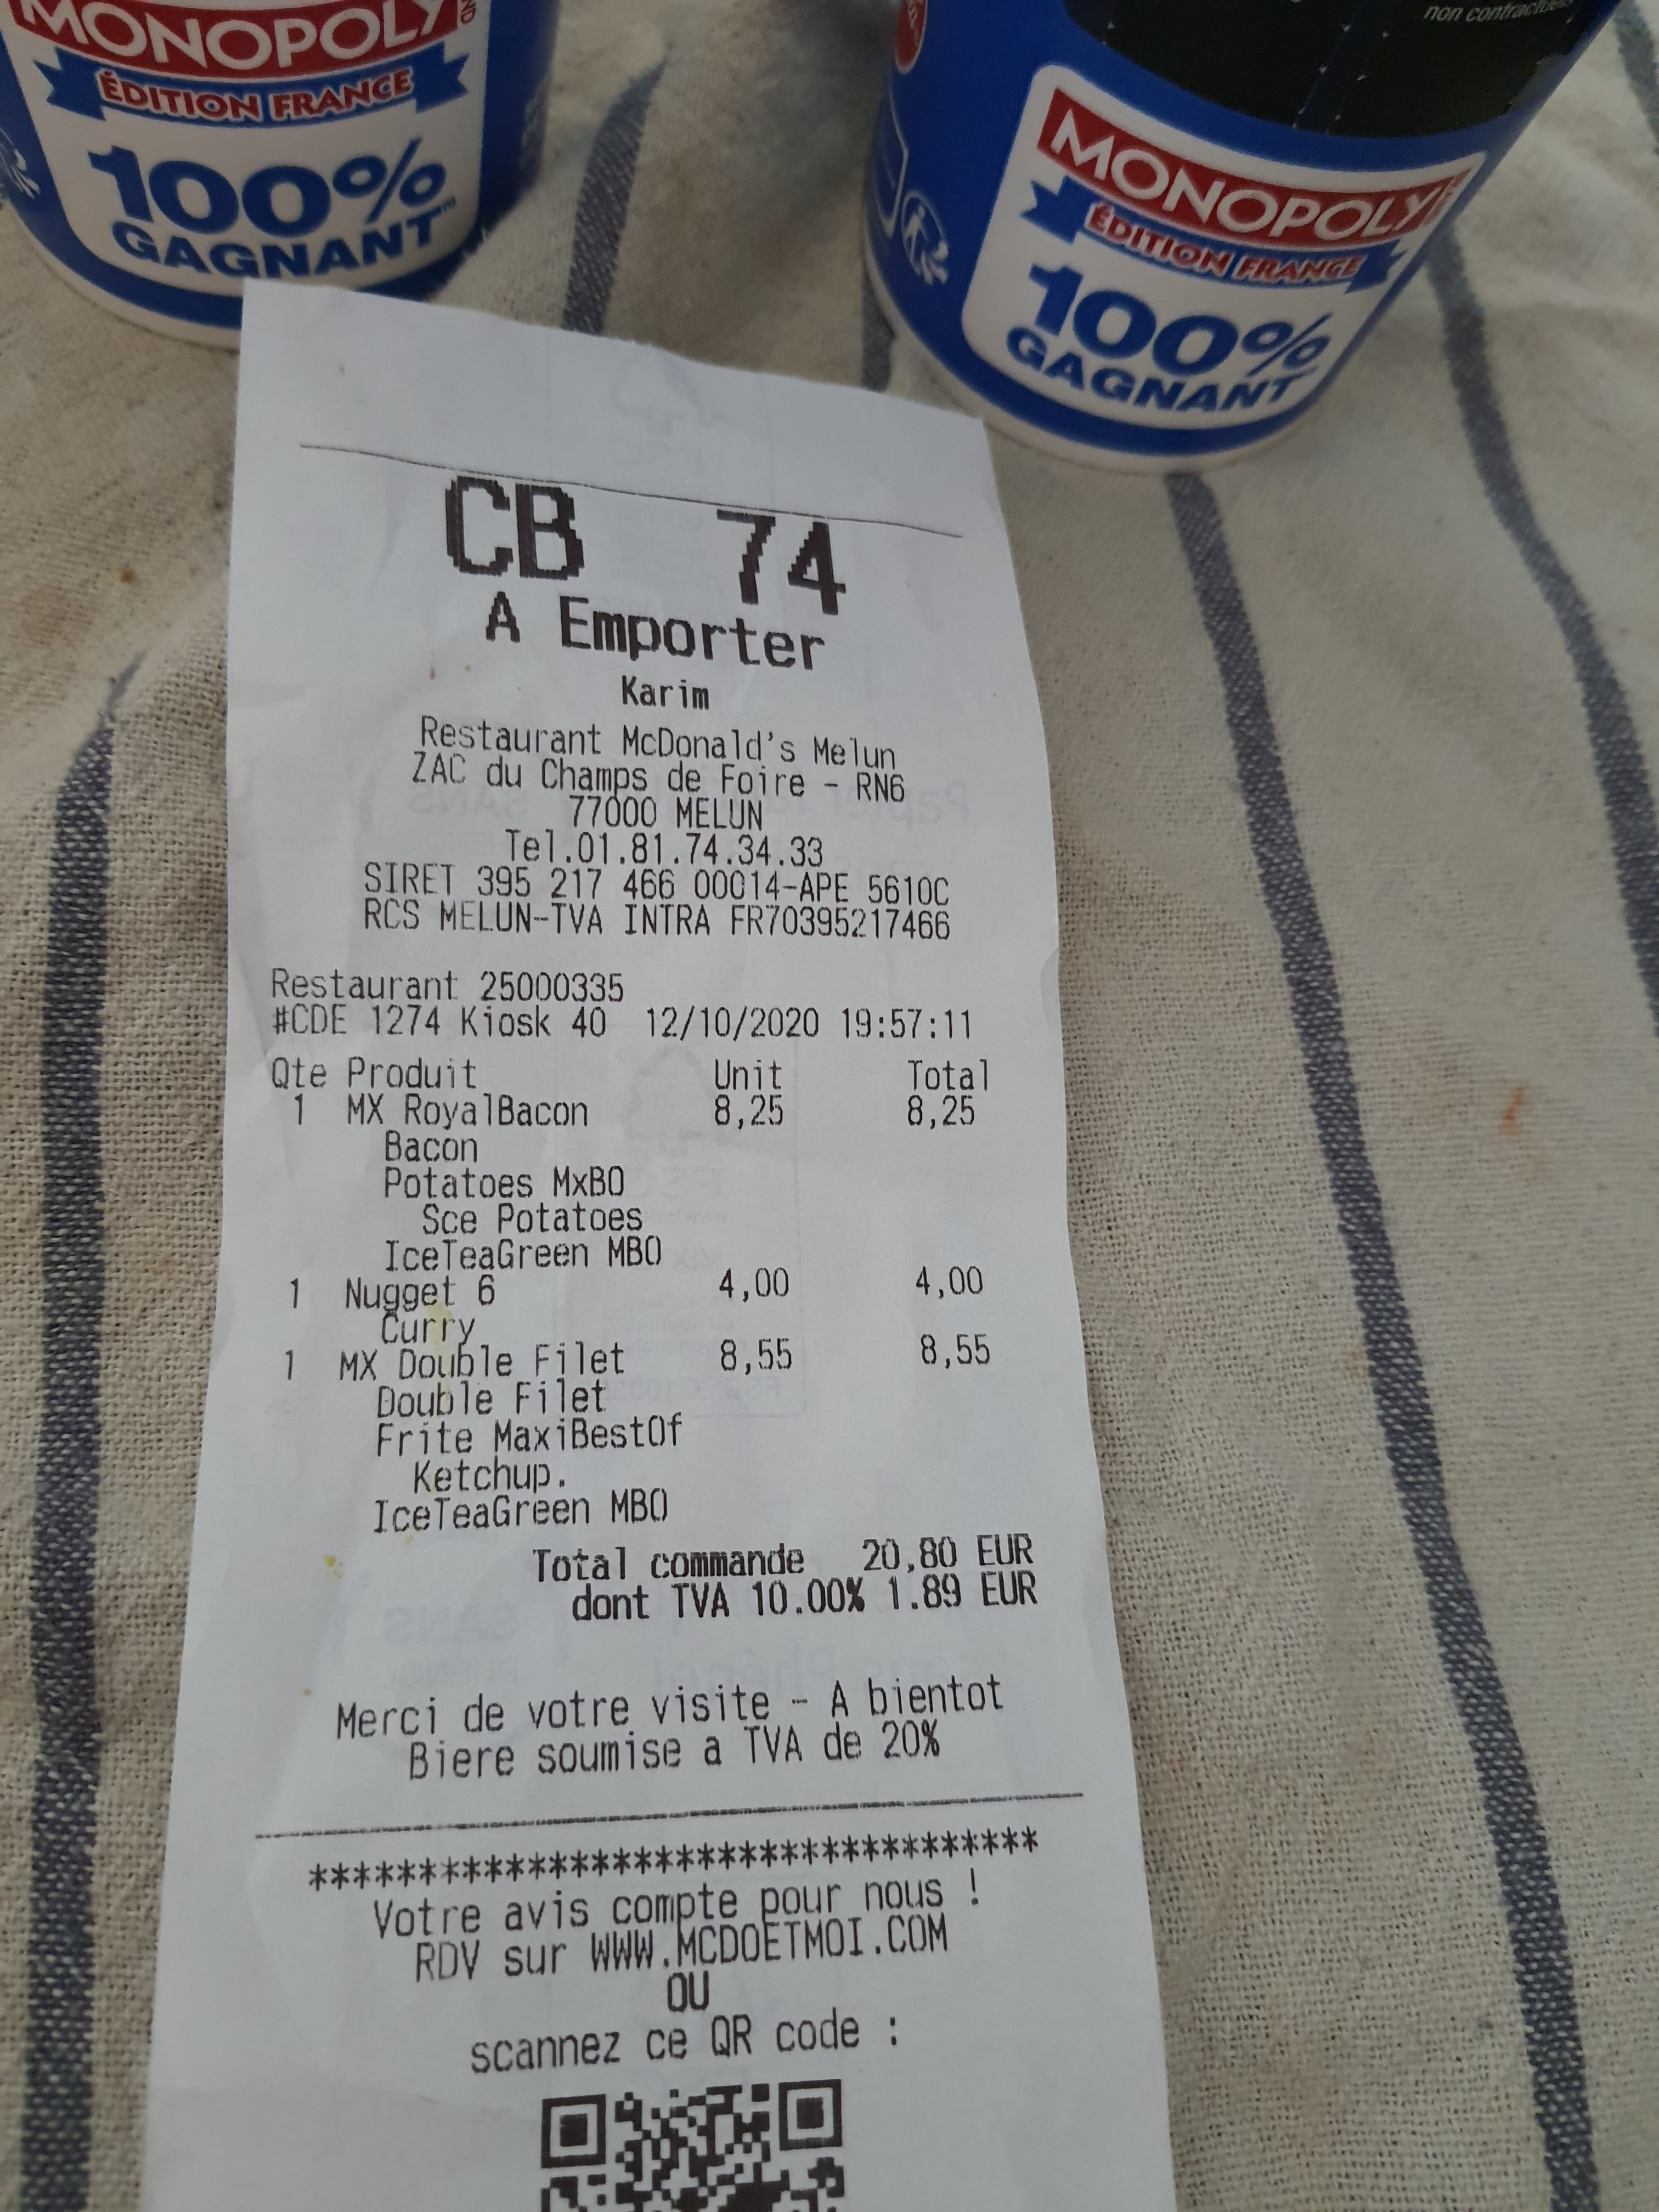 MONOPOLY
ÉDITION FRANCE
100%
GAGNANT
non contractuelle
MONOPOLY
ÉDITION FRANCE
100%
GAGNANT
CB 74
A Emporter
Karim
Restaurant McDonald's Melun
ZAC du Champs de Foire - RN6
77000 MELUN
Tel.01.81.74.34.33
SIRET 395 217 466 00014-APE 5610C
RCS MELUN-TVA INTRA FR70395217466
Restaurant 25000335
#CDE 1274 Kiosk 40 12/10/2020 19:57:11
Qte Produit Unit Total
1 MX RoyalBacon 8,25 8,25
Bacon
Potatoes MxBO
Sce Potatoes
IceTeaGreen MBO
1 Nugget 6 4,00 4,00
Curry
1 MX Double Filet 8,55 8,55
Double Filet
Frite MaxiBestOf
Ketchup.
IceTeaGreen MBO
Total commande 20,80 EUR
dont TVA 10.00% 1.89 EUR
Merci de votre visite - A bientot
Biere soumise a TVA de 20%
**********************************
Votre avis compte pour nous !
RDV sur WWW.MCDOETMOI.COM
OU
scannez ce QR code :